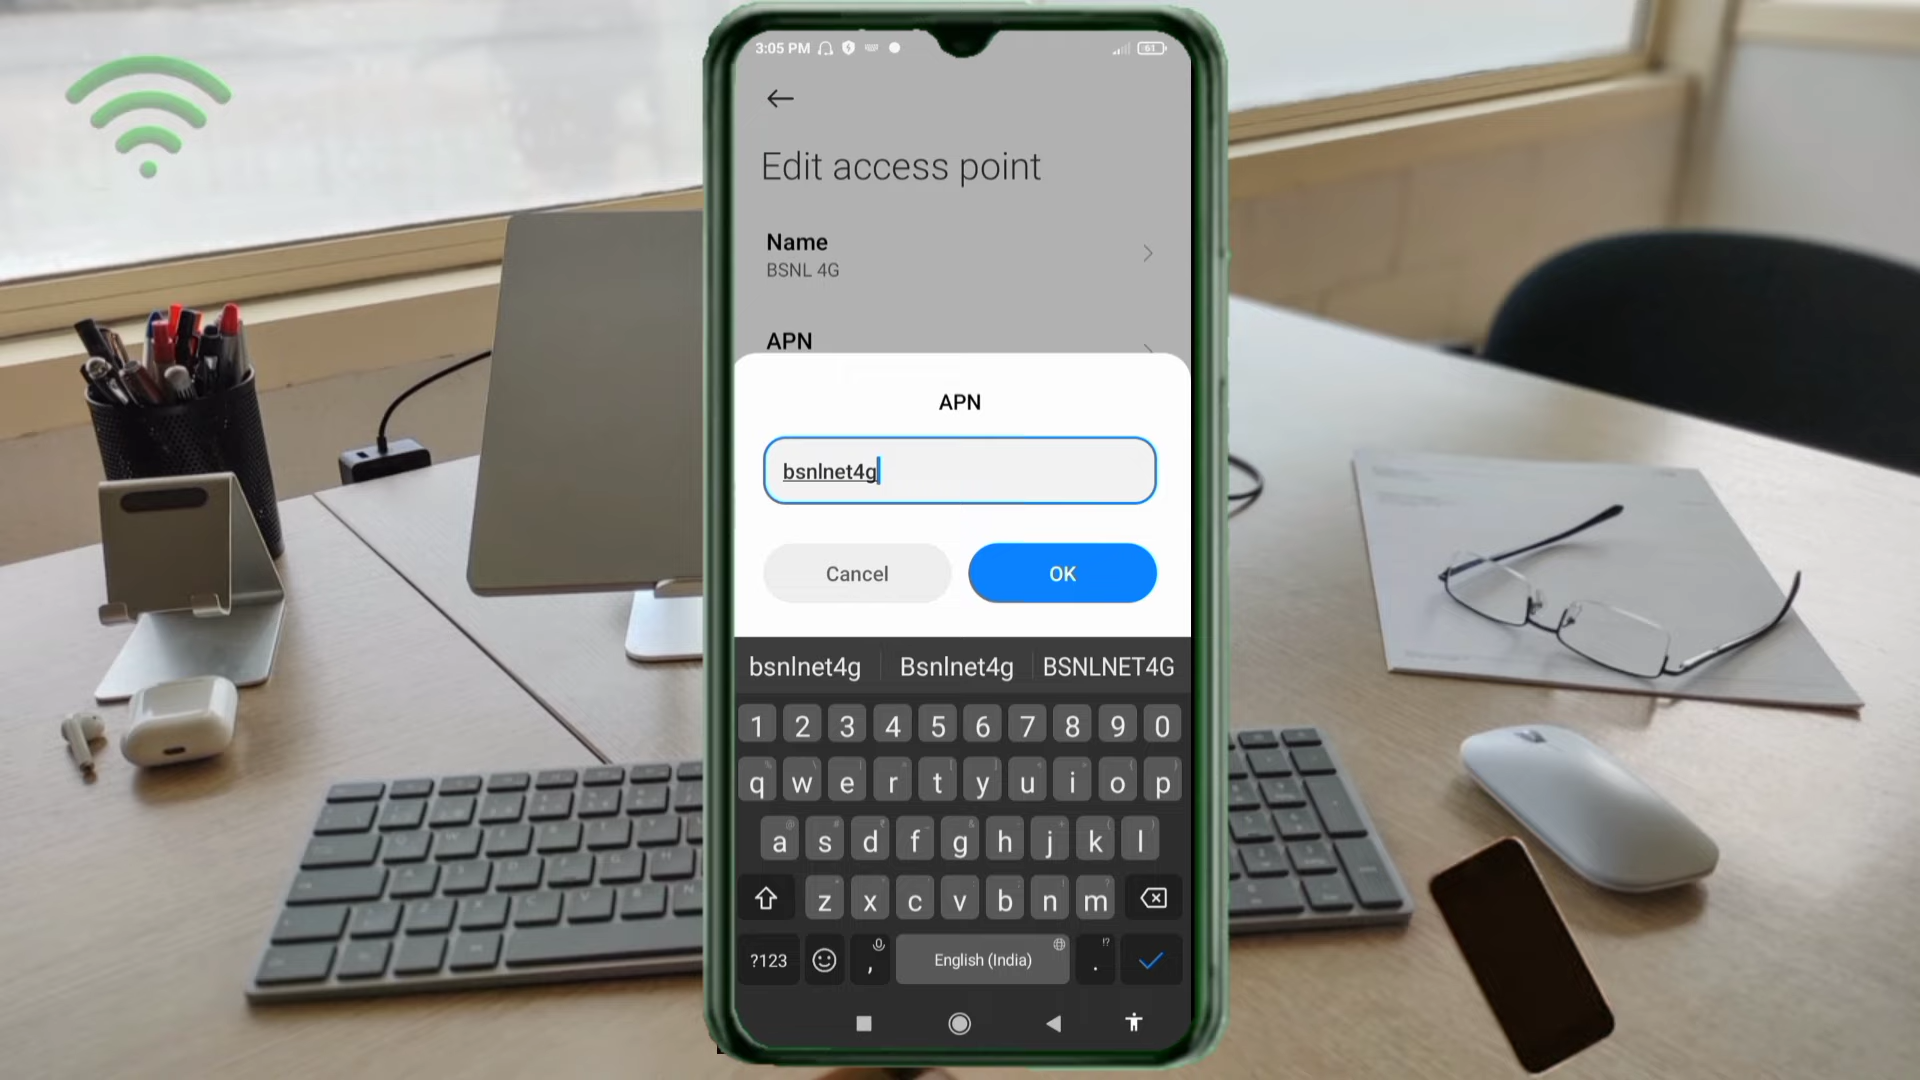 3:05 PM
61
Edit access point
Name
BSNL 4G
APN
APN
bsnlnet4g
Cancel
OK
bsnlnet4g Bsnlnet4g BSNLNET4G
1 2 3 4 5 6 7 8 9 0
q w e r t y u i o p
a s d f g h j k l
z x c v b n m
?123 , English (India) . !?